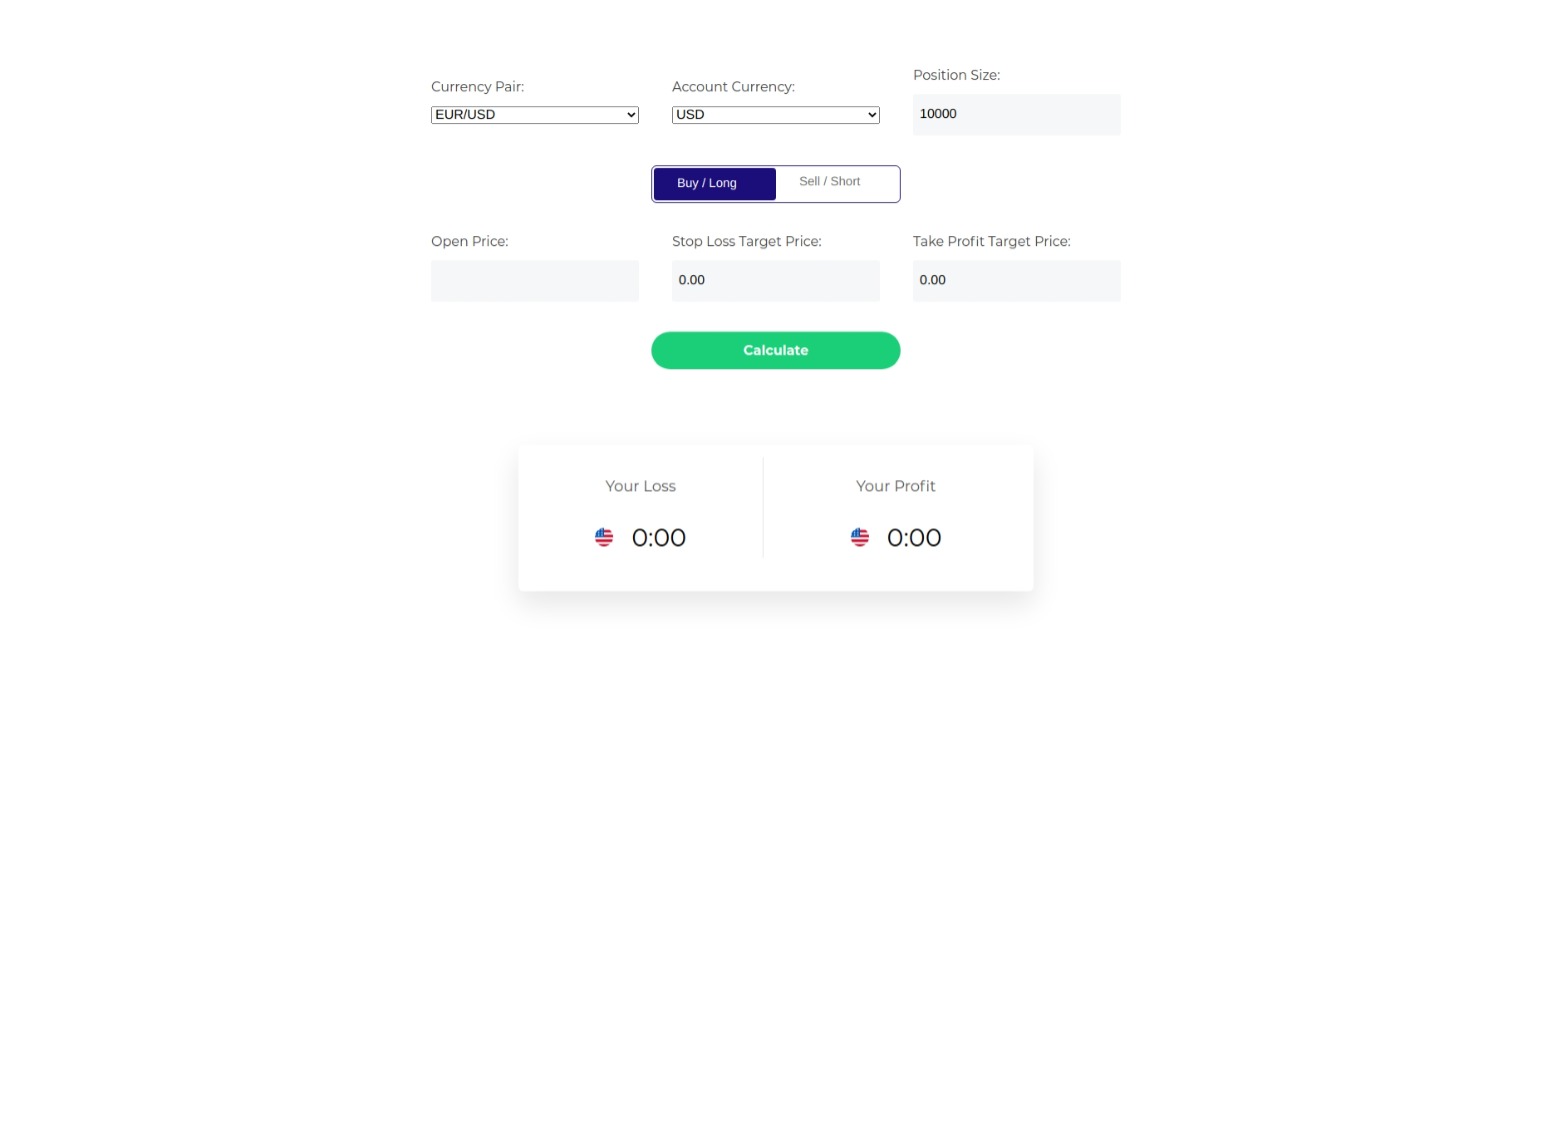 Currency Pair:
Account Currency:
Position Size:
EUR/USD
USD
10000
Buy / Long
Sell / Short
Open Price:
Stop Loss Target Price:
Take Profit Target Price:
0.00
0.00
Calculate
Your Loss
Your Profit
0:00
0:00